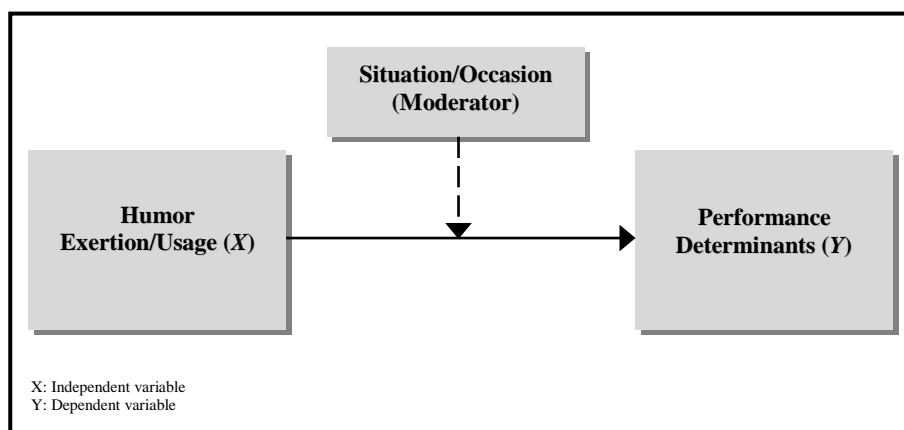 Situation/Occasion
(Moderator)
Humor
Exertion/Usage (X)
Performance
Determinants (Y)
X: Independent variable
Y: Dependent variable